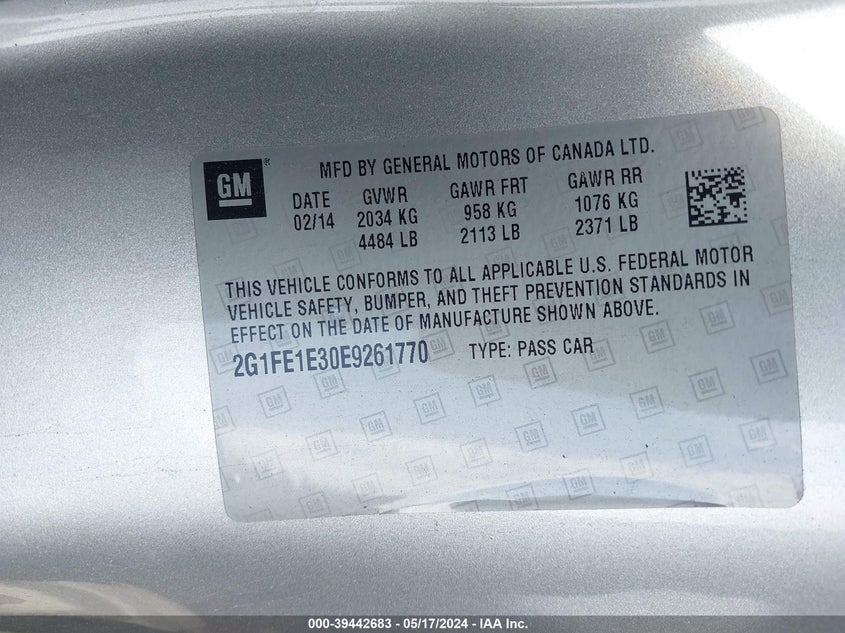 GM
MFD BY GENERAL MOTORS OF CANADA LTD.
DATE GVWR GAWR FRT GAWR RR
02/14 2034 KG 958 KG 1076 KG
4484 LB 2113 LB 2371 LB
THIS VEHICLE CONFORMS TO ALL APPLICABLE U.S. FEDERAL MOTOR
VEHICLE SAFETY, BUMPER, AND THEFT PREVENTION STANDARDS IN
EFFECT ON THE DATE OF MANUFACTURE SHOWN ABOVE.
2G1FE1E30E9261770 TYPE: PASS CAR
000-39442683 - 05/17/2024 - IAA Inc.